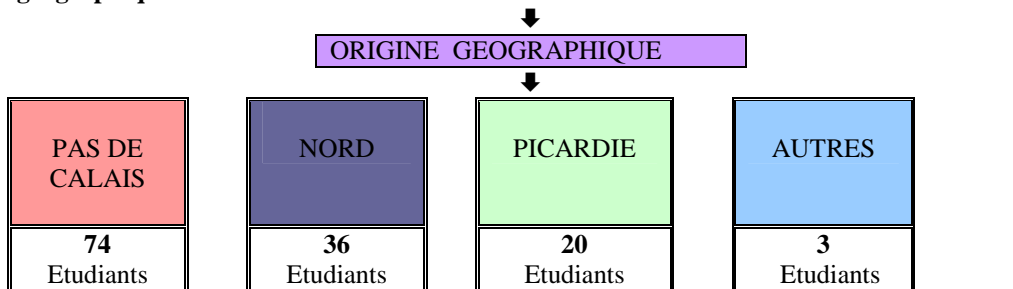 ORIGINE GEOGRAPHIQUE
PAS DE
CALAIS
NORD
PICARDIE
AUTRES
74
Etudiants
36
Etudiants
20
Etudiants
3
Etudiants